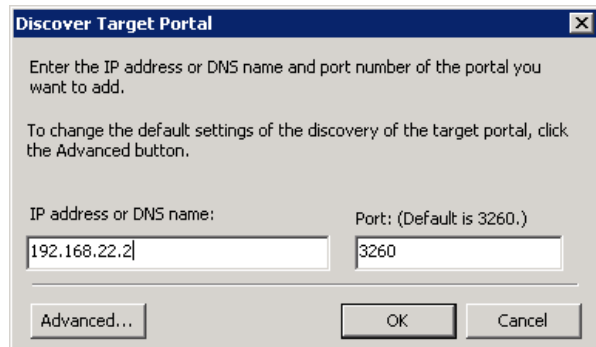 Discover Target Portal
Enter the IP address or DNS name and port number of the portal you
want to add.
To change the default settings of the discovery of the target portal, click
the Advanced button.
IP address or DNS name:
Port: (Default is 3260.)
192.168.22.2
3260
Advanced...
OK
Cancel